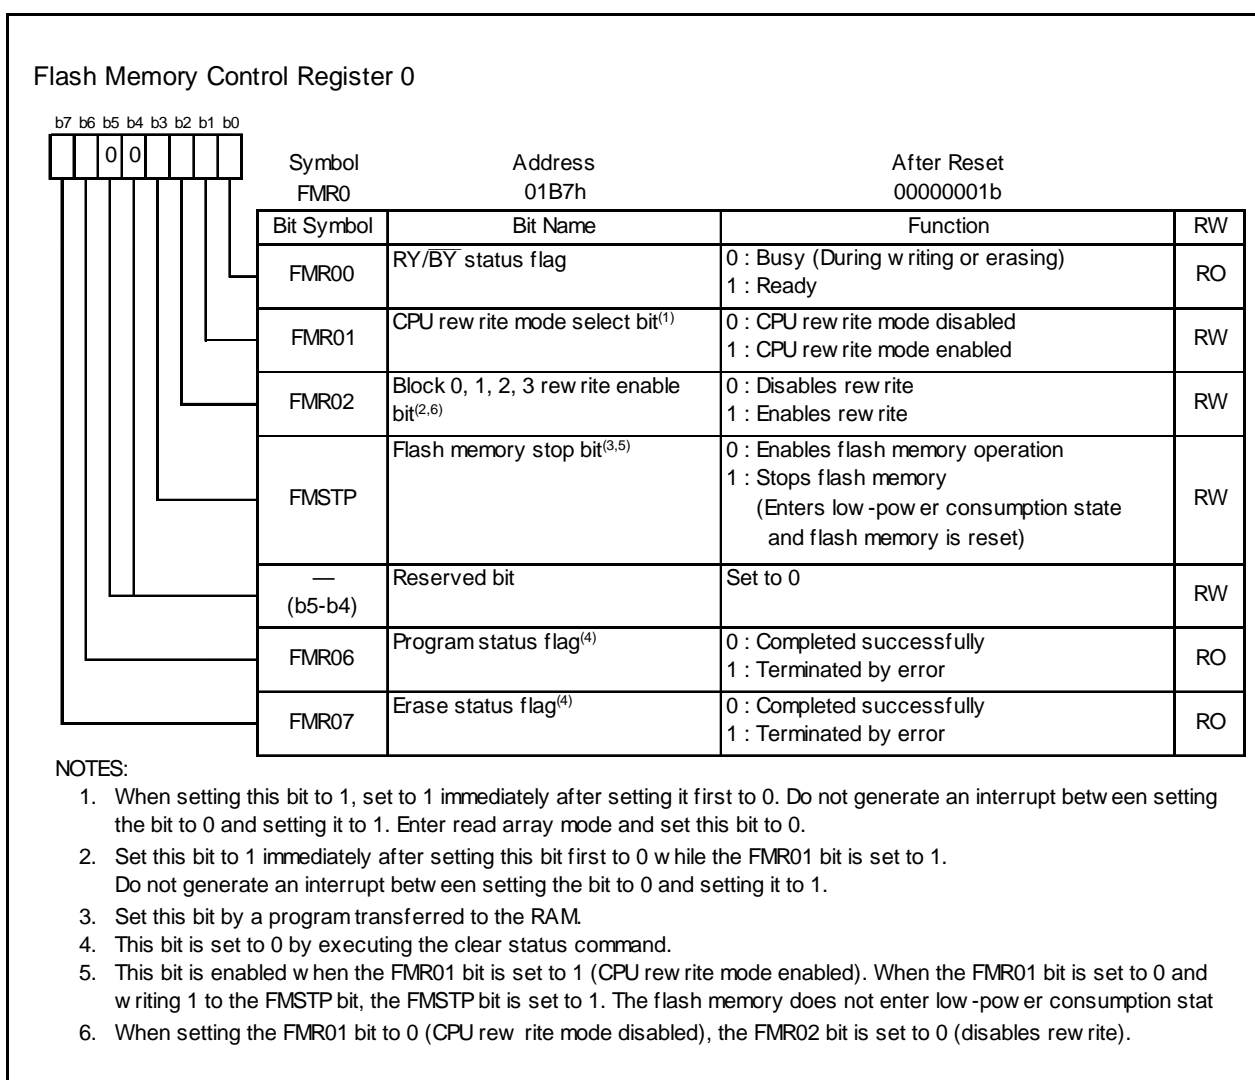 Flash Memory Control Register 0
b7 b6 b5 b4 b3 b2 b1 b0
0 0
Symbol Address After Reset
FMR0 01B7h 00000001b
Bit Symbol Bit Name Function RW
FMR00 RY/BY status flag 0 : Busy (During writing or erasing) RO
1 : Ready
FMR01 CPU rewrite mode select bit(1) 0 : CPU rewrite mode disabled RW
1 : CPU rewrite mode enabled
FMR02 Block 0, 1, 2, 3 rewrite enable 0 : Disables rewrite RW
bit(2,6) 1 : Enables rewrite
FMSTP Flash memory stop bit(3,5) 0 : Enables flash memory operation RW
1 : Stops flash memory
(Enters low-power consumption state
and flash memory is reset)
— Reserved bit Set to 0 RW
(b5-b4)
FMR06 Program status flag(4) 0 : Completed successfully RO
1 : Terminated by error
FMR07 Erase status flag(4) 0 : Completed successfully RO
1 : Terminated by error
NOTES:
1. When setting this bit to 1, set to 1 immediately after setting it first to 0. Do not generate an interrupt between setting
the bit to 0 and setting it to 1. Enter read array mode and set this bit to 0.
2. Set this bit to 1 immediately after setting this bit first to 0 while the FMR01 bit is set to 1.
Do not generate an interrupt between setting the bit to 0 and setting it to 1.
3. Set this bit by a program transferred to the RAM.
4. This bit is set to 0 by executing the clear status command.
5. This bit is enabled when the FMR01 bit is set to 1 (CPU rewrite mode enabled). When the FMR01 bit is set to 0 and
writing 1 to the FMSTP bit, the FMSTP bit is set to 1. The flash memory does not enter low-power consumption stat
6. When setting the FMR01 bit to 0 (CPU rewrite mode disabled), the FMR02 bit is set to 0 (disables rewrite).